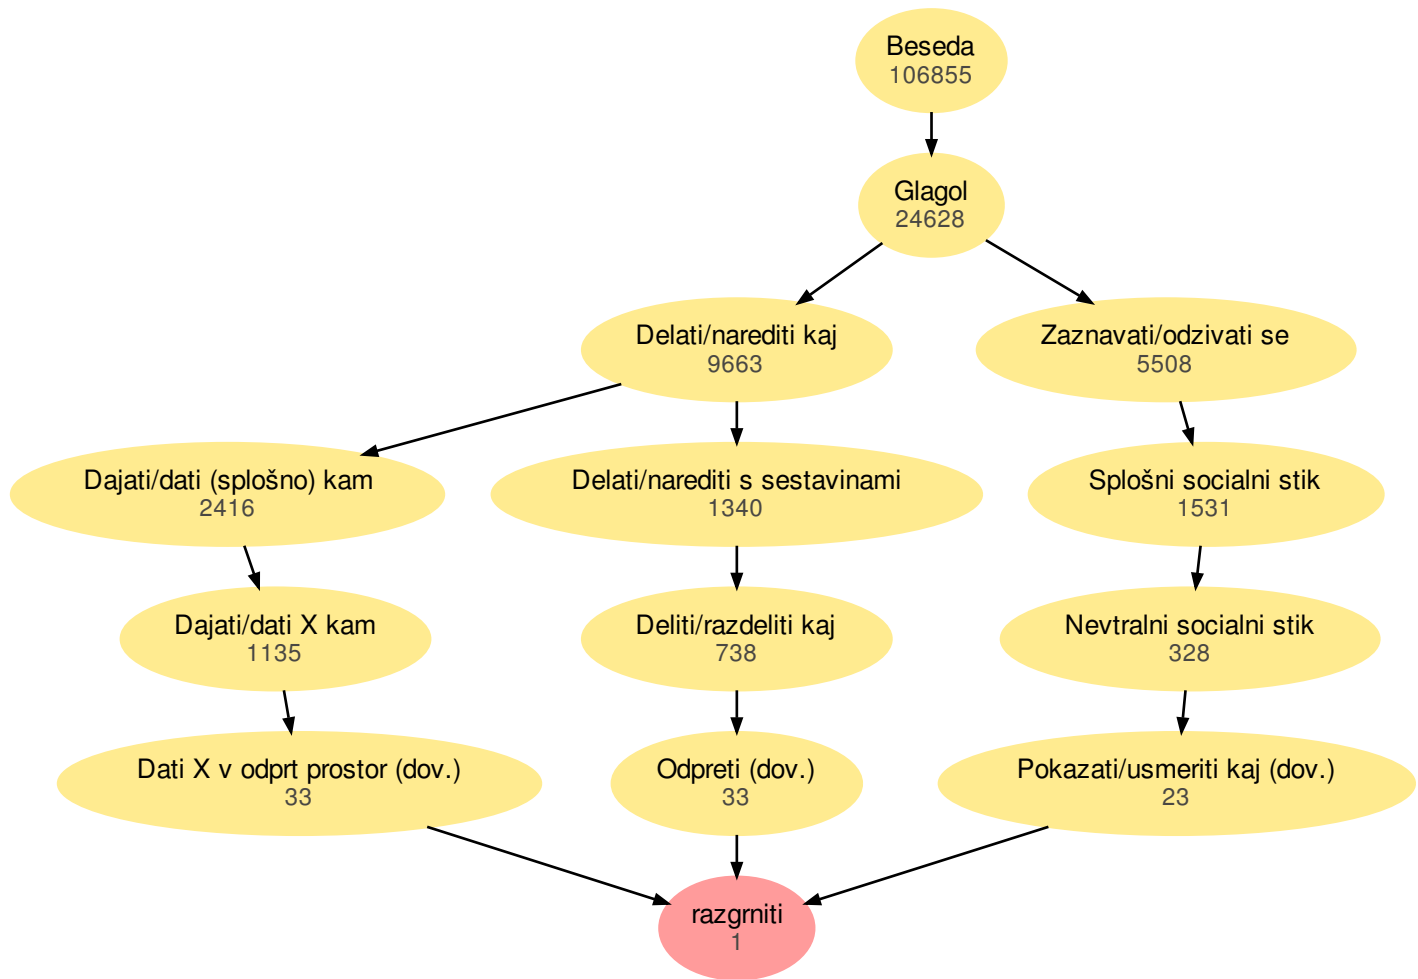 Beseda
106855
Glagol
24628
Delati/narediti kaj
9663
Zaznavati/odzivati se
5508
Dajati/dati (splošno) kam
2416
Delati/narediti s sestavinami
1340
Splošni socialni stik
1531
Dajati/dati X kam
1135
Deliti/razdeliti kaj
738
Nevtralni socialni stik
328
Dati X v odprt prostor (dov.)
33
Odpreti (dov.)
33
Pokazati/usmeriti kaj (dov.)
23
razgrniti
1